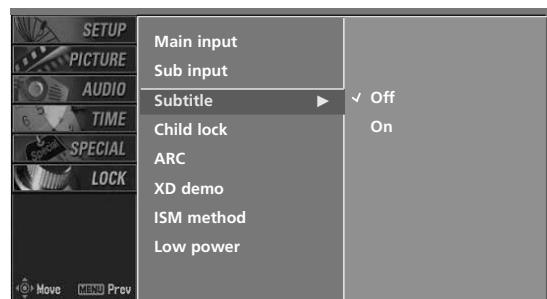 SETUP
PICTURE
AUDIO
TIME
SPECIAL
LOCK
Move MENU Prev
Main input
Sub input
Subtitle ►
Child lock
ARC
XD demo
ISM method
Low power
✓ Off
On